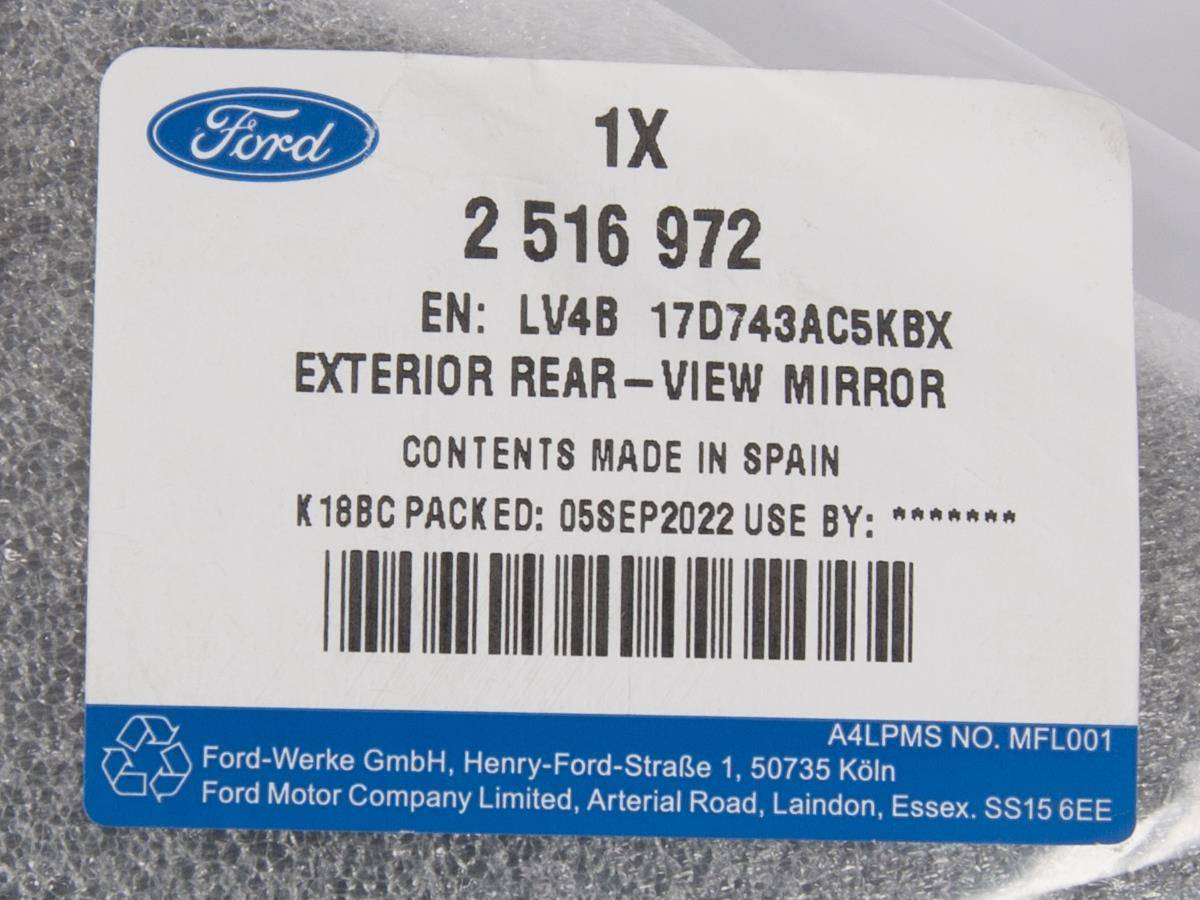 Ford
1X
2 516 972
EN: LV4B 17D743AC5KBX
EXTERIOR REAR-VIEW MIRROR
CONTENTS MADE IN SPAIN
K18BC PACKED: 05SEP2022 USE BY: *******
A4LPMS NO. MFL001
Ford-Werke GmbH, Henry-Ford-Straße 1, 50735 Köln
Ford Motor Company Limited, Arterial Road, Laindon, Essex. SS15 6EE